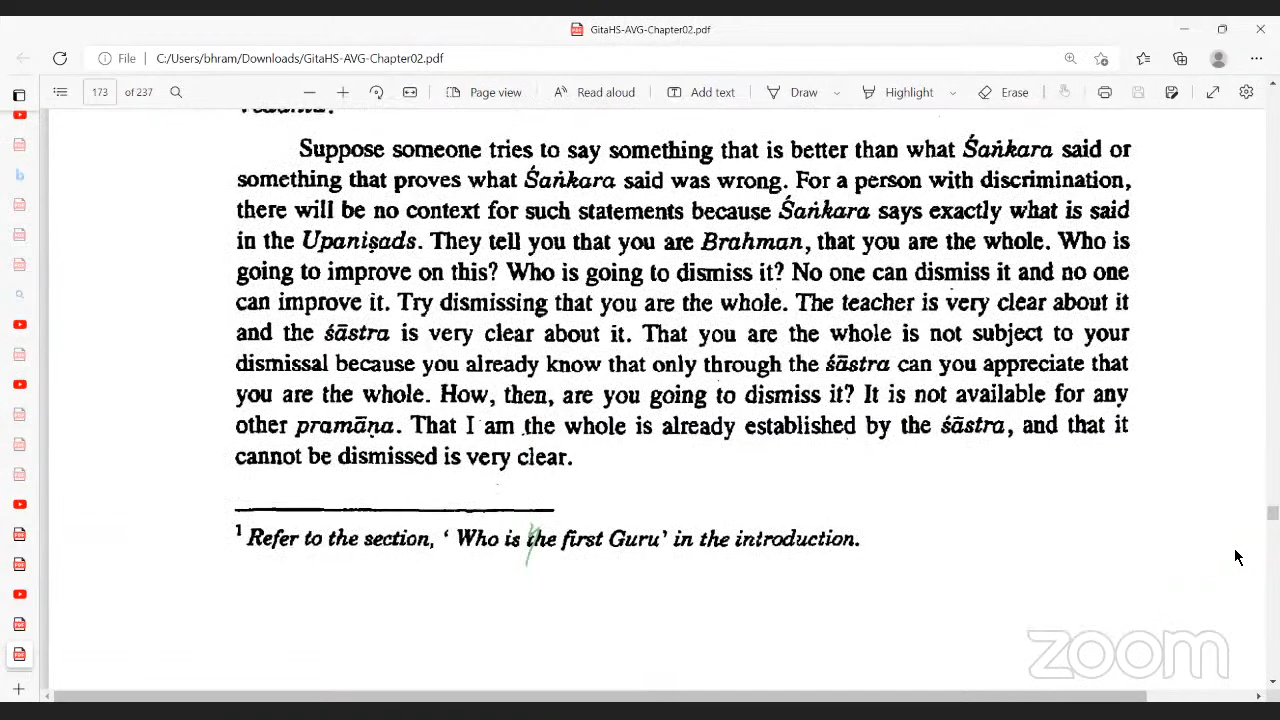 GitaHS-AVG-Chapter02.pdf
File C:/Users/bhram/Downloads/GitaHS-AVG-Chapter02.pdf
173 of 237 Page view Read aloud Add text Draw Highlight Erase
Suppose someone tries to say something that is better than what Śaṅkara said or
something that proves what Śaṅkara said was wrong. For a person with discrimination,
there will be no context for such statements because Śaṅkara says exactly what is said
in the Upaniṣads. They tell you that you are Brahman, that you are the whole. Who is
going to improve on this? Who is going to dismiss it? No one can dismiss it and no one
can improve it. Try dismissing that you are the whole. The teacher is very clear about it
and the śāstra is very clear about it. That you are the whole is not subject to your
dismissal because you already know that only through the śāstra can you appreciate that
you are the whole. How, then, are you going to dismiss it? It is not available for any
other pramāṇa. That I am the whole is already established by the śāstra, and that it
cannot be dismissed is very clear.
1 Refer to the section, ‘ Who is the first Guru’ in the introduction.
zoom